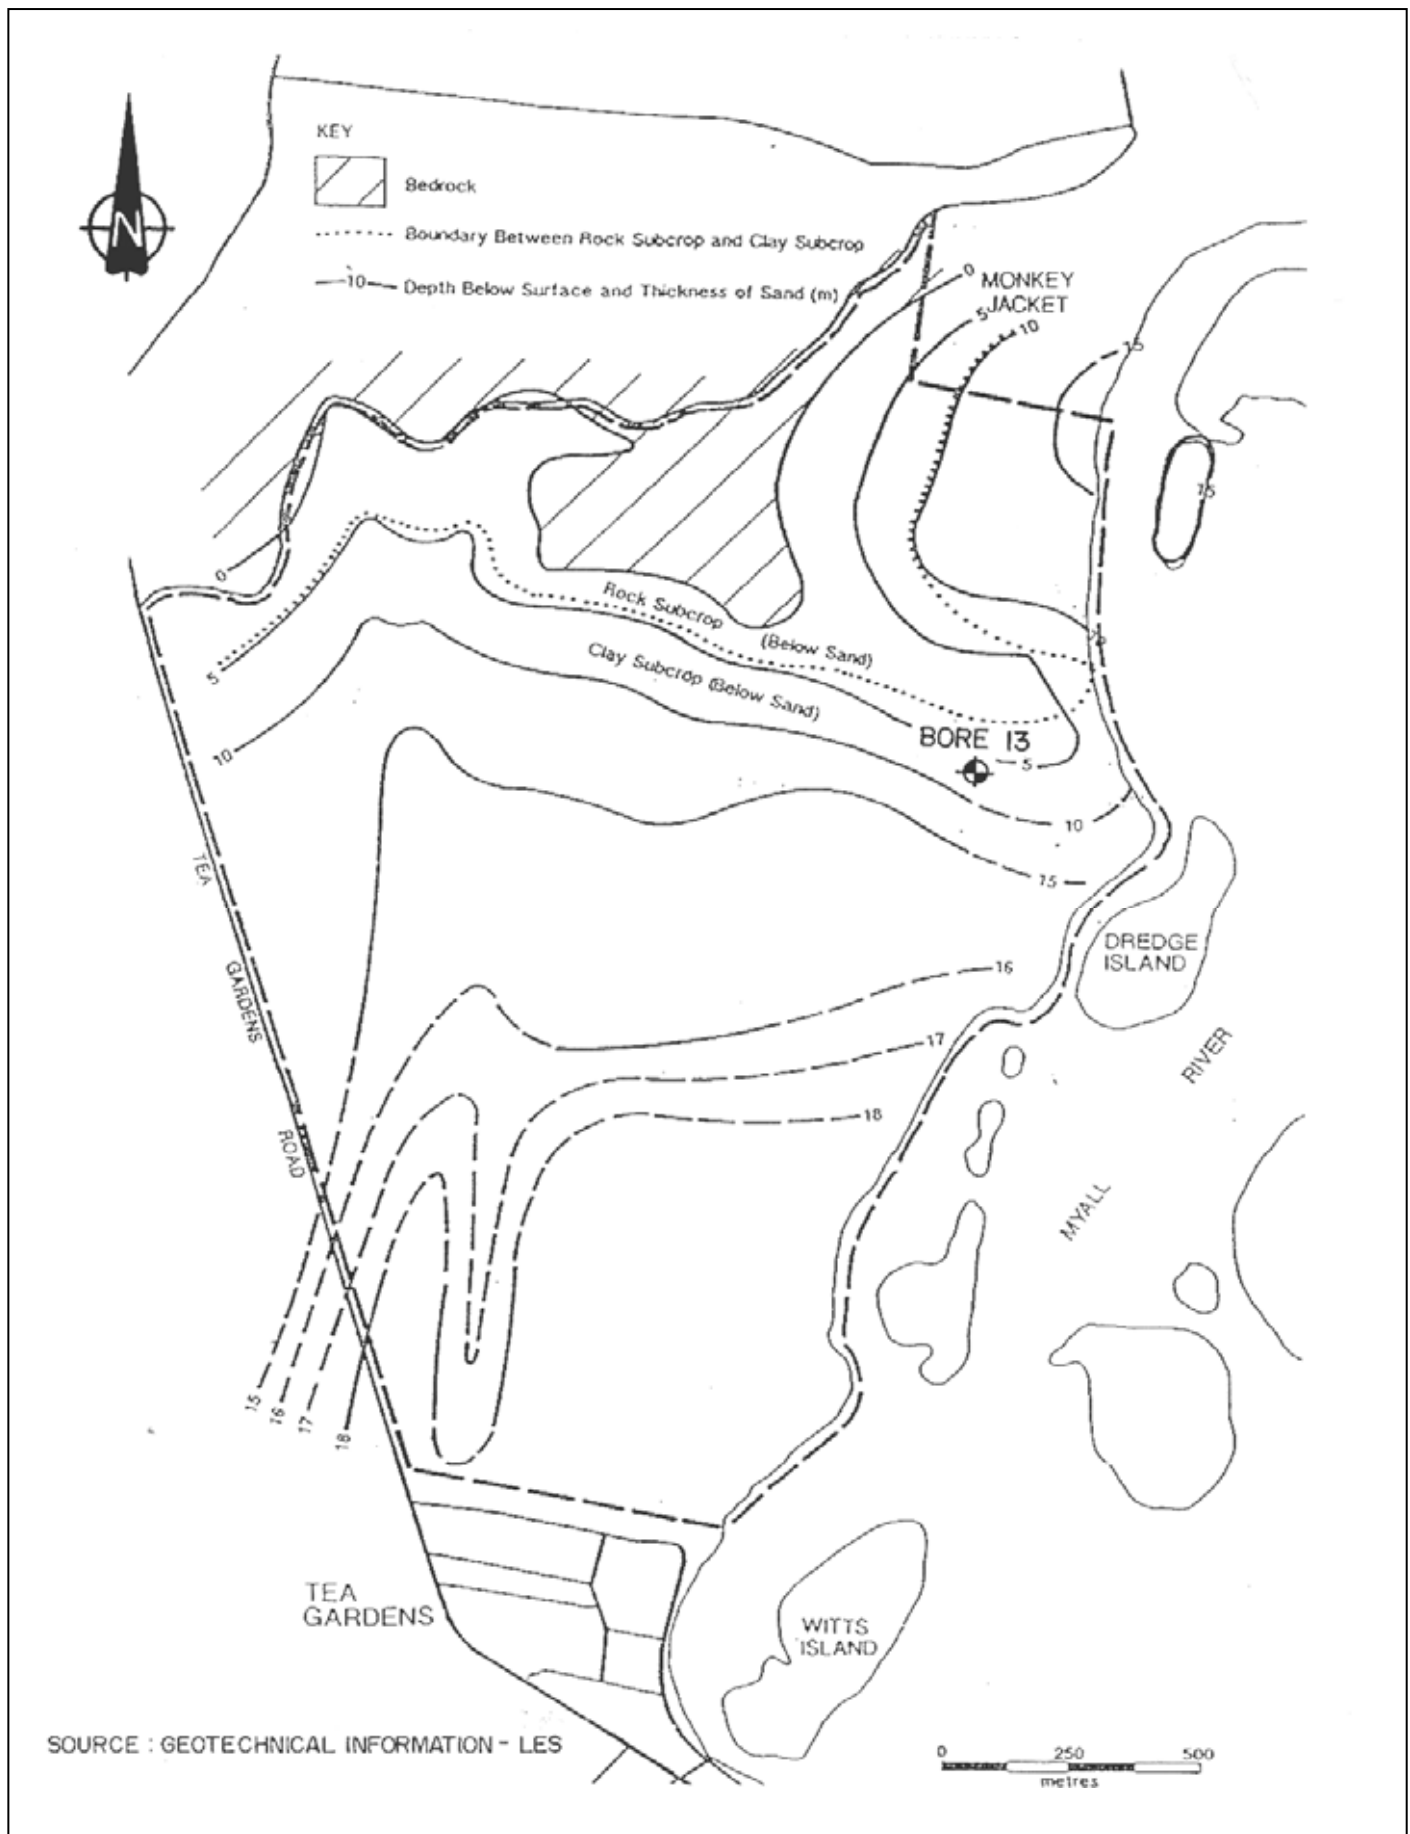 KEY
Bedrock
Boundary Between Rock Subcrop and Clay Subcrop
10 Depth Below Surface and Thickness of Sand (m)
N
0
MONKEY
JACKET
5
10
15
15
0
Rock Subcrop
(Below Sand)
Clay Subcrop (Below Sand)
5
10
BORE 13
5
10
15
TEA
GARDENS
ROAD
DREDGE
ISLAND
16
17
18
RIVER
MYALL
15
16
17
18
TEA
GARDENS
WITTS
ISLAND
SOURCE : GEOTECHNICAL INFORMATION - LES
0 250 500
metres